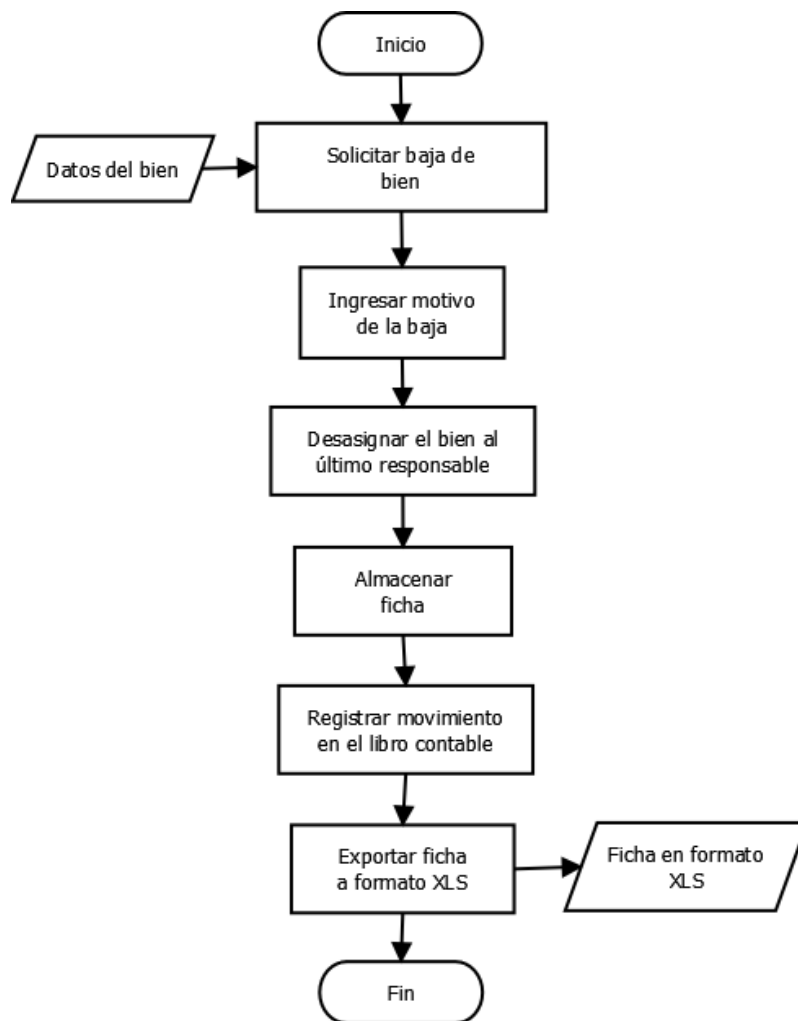 Inicio
Datos del bien
Solicitar baja de
bien
Ingresar motivo
de la baja
Desasignar el bien al
último responsable
Almacenar
ficha
Registrar movimiento
en el libro contable
Exportar ficha
a formato XLS
Ficha en formato
XLS
Fin